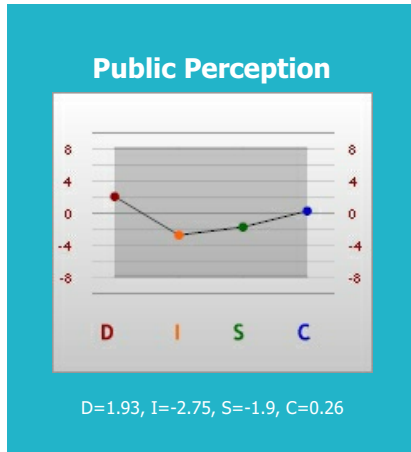 Public Perception
8 8
4 4
0 0
-4 -4
-8 -8
D I S C
D=1.93, I=-2.75, S=-1.9, C=0.26